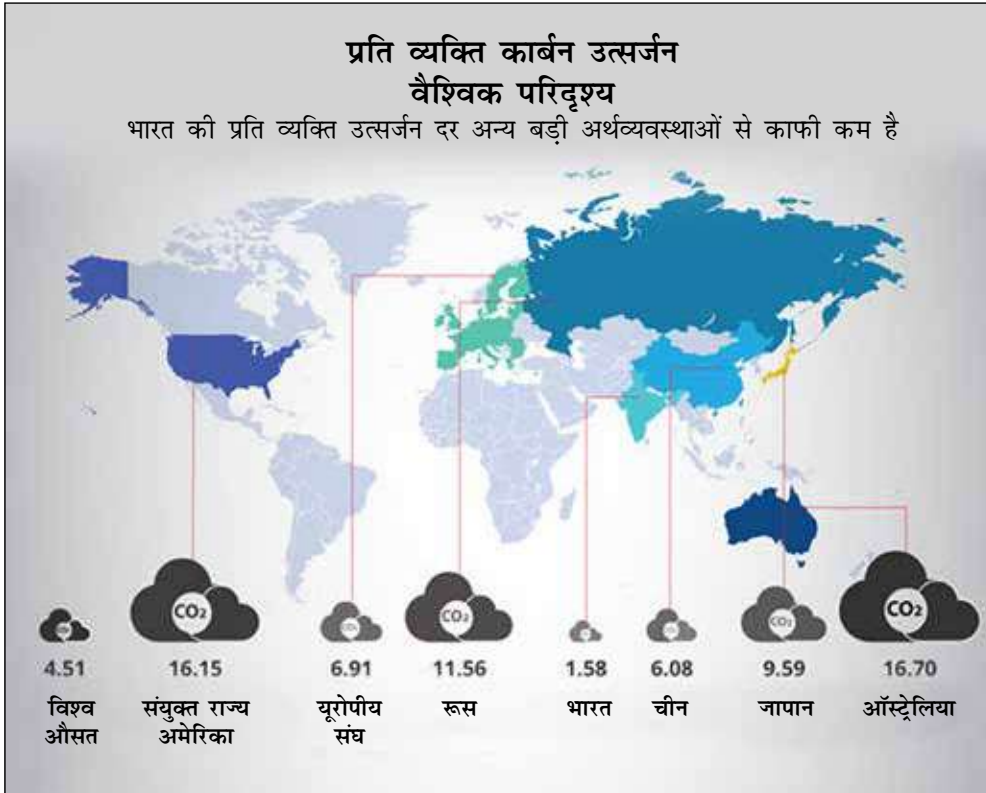 प्रति व्यक्ति कार्बन उत्सर्जन
वैश्विक परिदृश्य
भारत की प्रति व्यक्ति उत्सर्जन दर अन्य बड़ी अर्थव्यवस्थाओं से काफी कम है
CO₂ CO₂ CO₂ CO₂ CO₂ CO₂
4.51 16.15 6.91 11.56 1.58 6.08 9.59 16.70
विश्व संयुक्त राज्य यूरोपीय रूस भारत चीन जापान ऑस्ट्रेलिया
औसत अमेरिका संघ